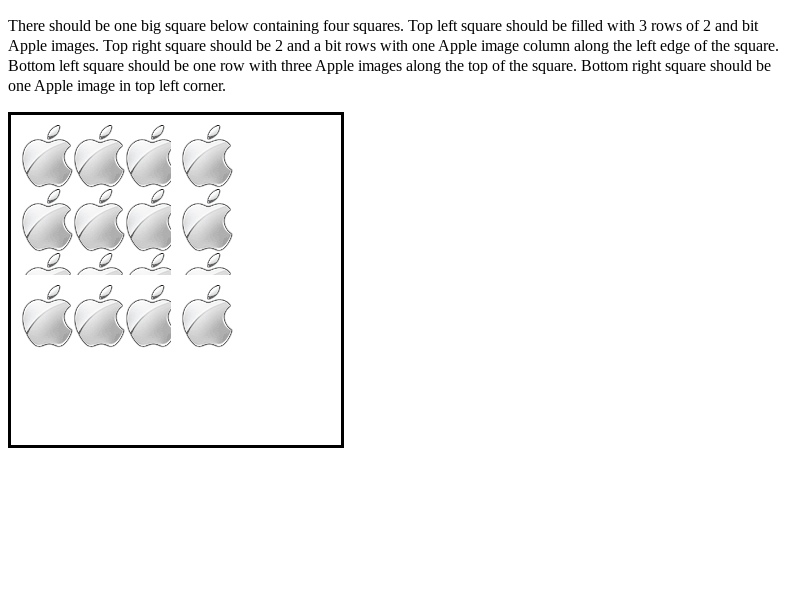 There should be one big square below containing four squares. Top left square should be filled with 3 rows of 2 and bit
Apple images. Top right square should be 2 and a bit rows with one Apple image column along the left edge of the square.
Bottom left square should be one row with three Apple images along the top of the square. Bottom right square should be
one Apple image in top left corner.